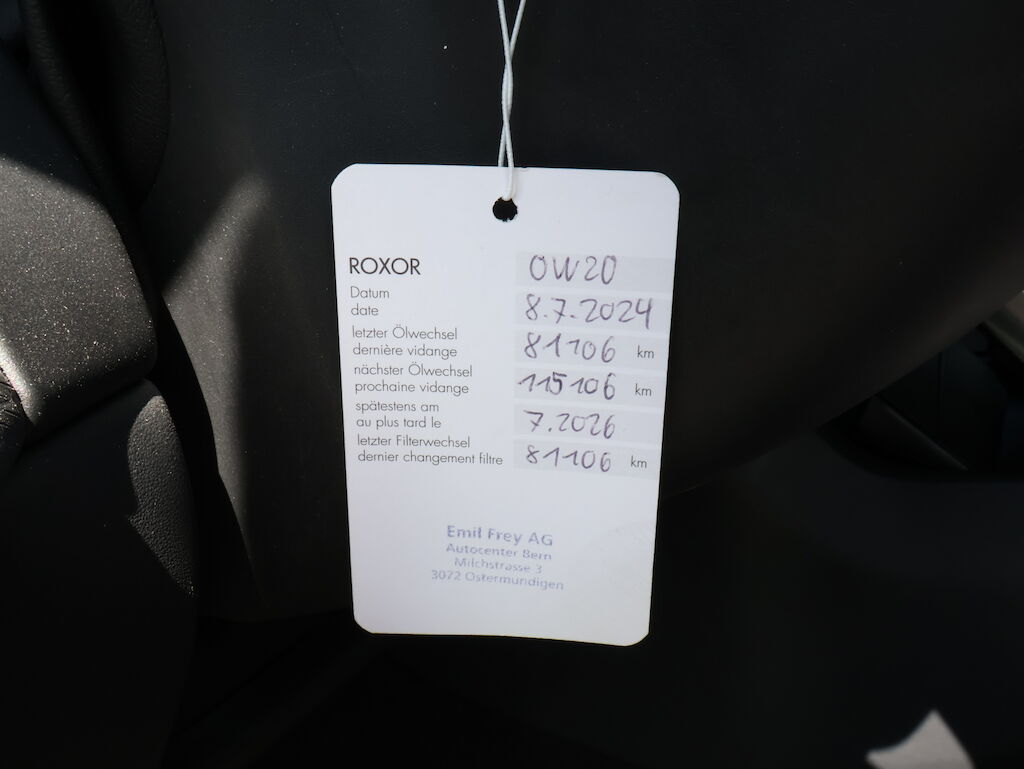 ROXOR 0W20
Datum
date 8.7.2024
letzter Ölwechsel
dernière vidange 81106 km
nächster Ölwechsel
prochaine vidange 115106 km
spätestens am
au plus tard le 7.2026
letzter Filterwechsel
dernier changement filtre 81106 km
Emil Frey AG
Autocenter Bern
Milchstrasse 3
3072 Ostermundigen